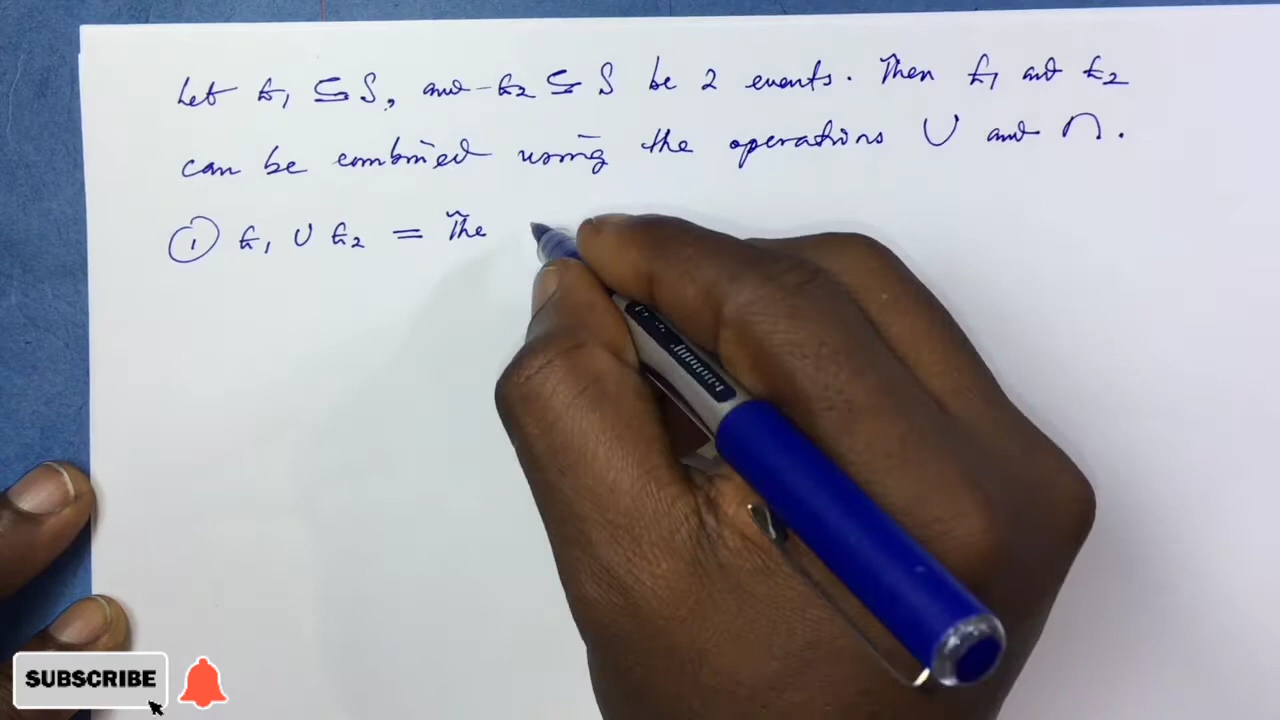 Let E₁ ⊆ S, and E₂ ⊆ S be 2 events. Then E₁ and E₂
can be combined using the operations ∪ and ∩.
① E₁ ∪ E₂ = The
SUBSCRIBE